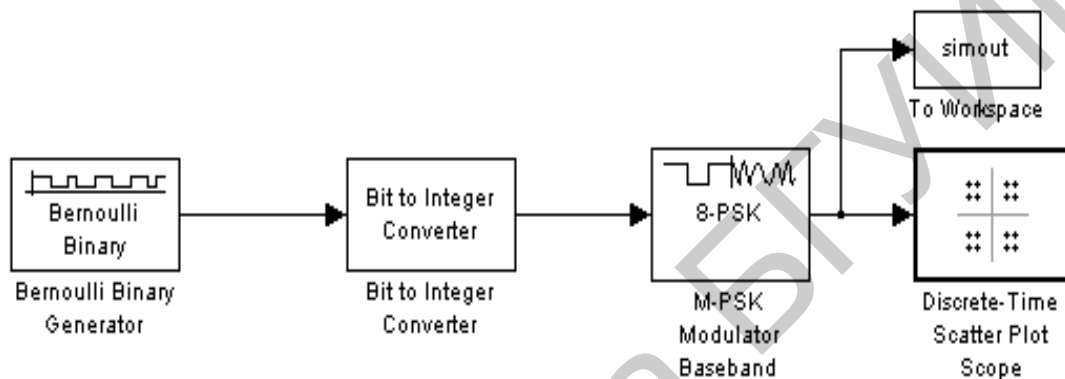 simout
To Workspace
Bernoulli
Binary
Bernoulli Binary
Generator
Bit to Integer
Converter
Bit to Integer
Converter
8-PSK
M-PSK
Modulator
Baseband
Discrete-Time
Scatter Plot
Scope
БГУИ